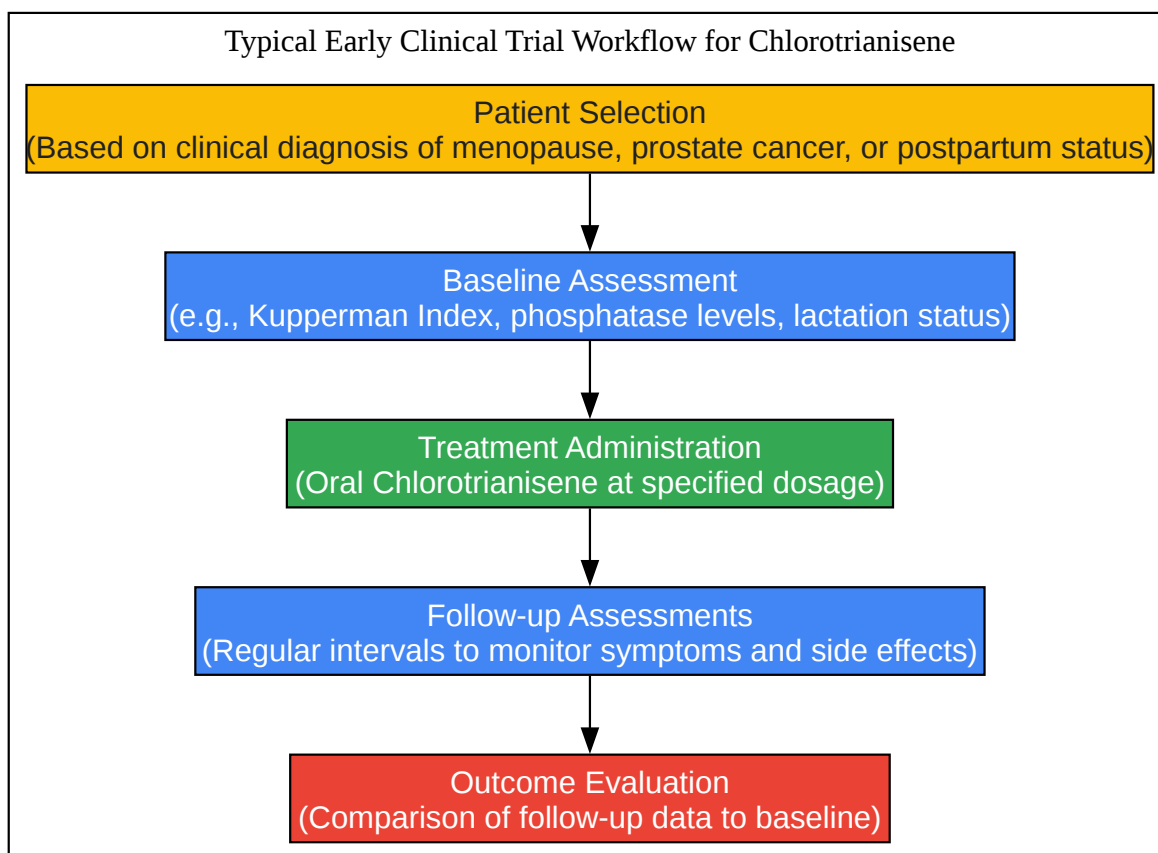 Typical Early Clinical Trial Workflow for Chlorotrianisene
Patient Selection
(Based on clinical diagnosis of menopause, prostate cancer, or postpartum status)
Baseline Assessment
(e.g., Kupperman Index, phosphatase levels, lactation status)
Treatment Administration
(Oral Chlorotrianisene at specified dosage)
Follow-up Assessments
(Regular intervals to monitor symptoms and side effects)
Outcome Evaluation
(Comparison of follow-up data to baseline)